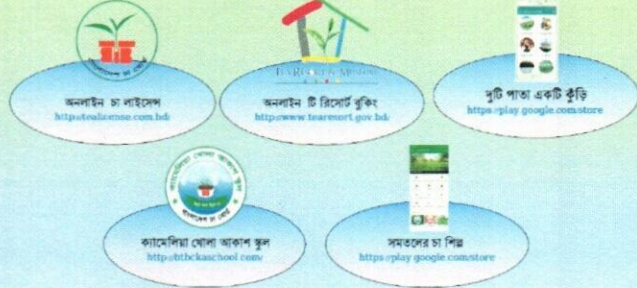 বাংলাদেশ চা বোর্ড
অনলাইন চা লাইসেন্স
http://tealicense.com.bd/
TEA RESORT & MUSEUM
অনলাইন টি রিসোর্ট বুকিং
http://www.tearesort.gov.bd/
দুটি পাতা একটি কুঁড়ি
https://play.google.com/store
ক্যামেলিয়া খোলা আকাশ স্কুল
বাংলাদেশ চা বোর্ড
ক্যামেলিয়া খোলা আকাশ স্কুল
http://btbckaschool.com/
সমতলের চা শিল্প
https://play.google.com/store